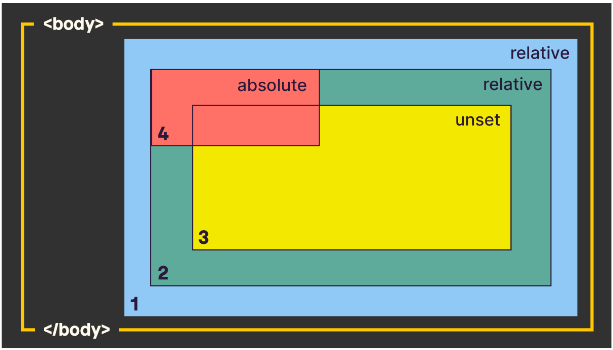 <body>
relative
absolute
relative
unset
4
3
2
1
</body>